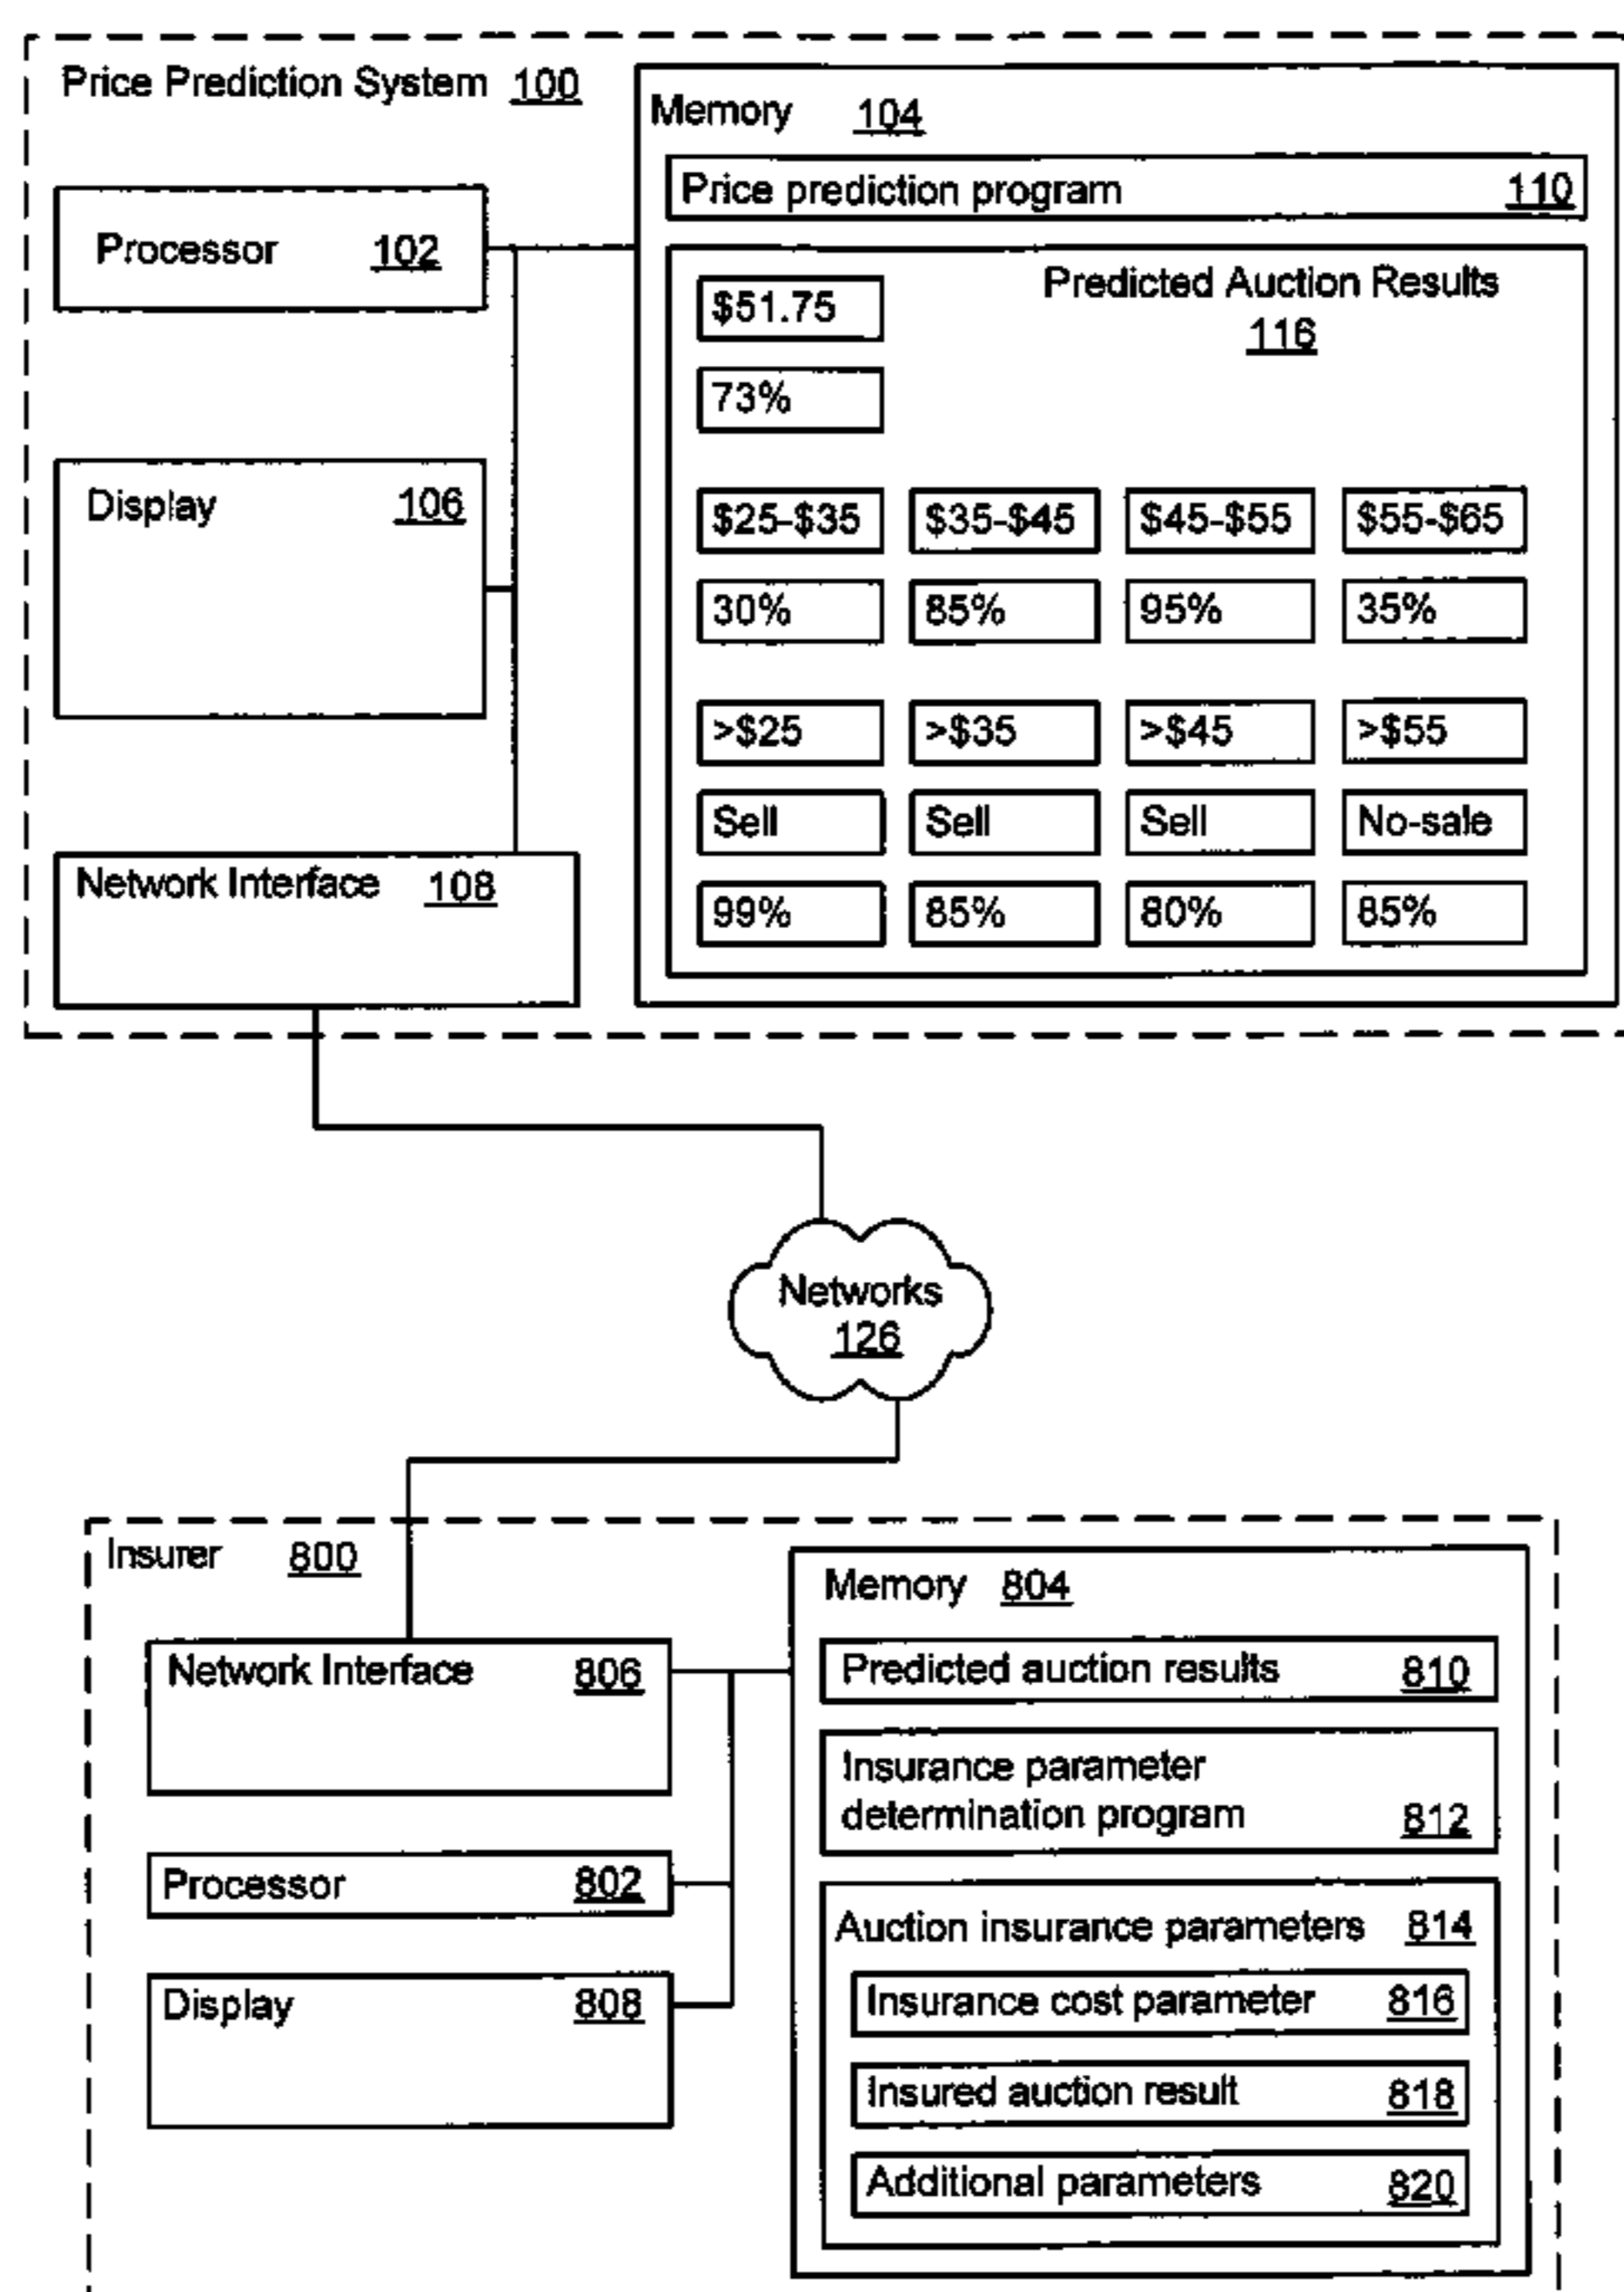 Price Prediction System 100
Memory 104
Price prediction program 110
Processor 102
Predicted Auction Results
116
$51.75
73%
Display 106
$25-$35 $35-$45 $45-$55 $55-$65
30% 85% 95% 35%
>$25 >$35 >$45 >$55
Sell Sell Sell No-sale
Network Interface 108
99% 85% 80% 85%
Networks
126
Insurer 800
Memory 804
Network Interface 806
Predicted auction results 810
Insurance parameter
determination program 812
Processor 802
Auction insurance parameters 814
Display 808
Insurance cost parameter 816
Insured auction result 818
Additional parameters 820